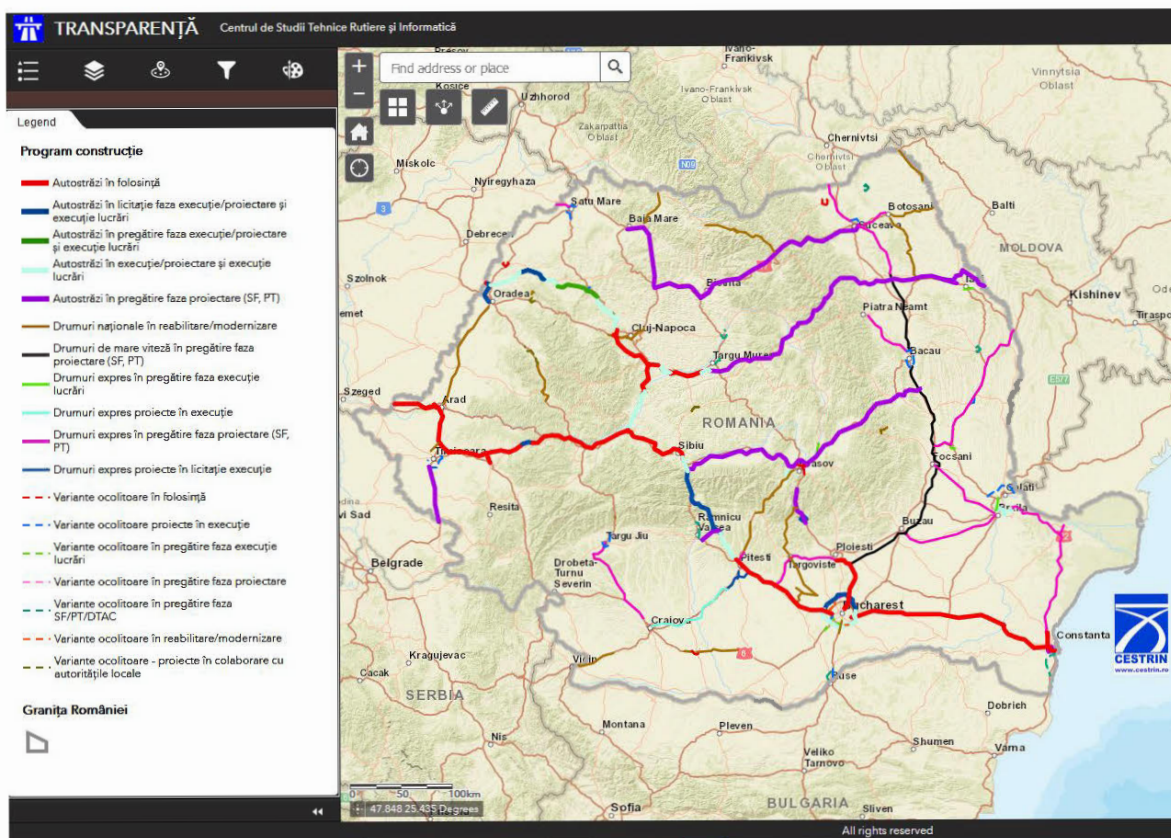 TRANSPARENȚĂ
Centrul de Studii Tehnice Rutiere și Informatică
Legend
Program construcție
Autostrăzi în folosință
Autostrăzi în licitație faza execuție/proiectare și
execuție lucrări
Autostrăzi în pregătire faza execuție/proiectare
și execuție lucrări
Autostrăzi în execuție/proiectare și execuție
lucrări
Autostrăzi în pregătire faza proiectare (SF, PT)
Drumuri naționale în reabilitare/modernizare
Drumuri de mare viteză în pregătire faza
proiectare (SF, PT)
Drumuri expres în pregătire faza execuție
lucrări
Drumuri expres proiecte în execuție
Drumuri expres în pregătire faza proiectare (SF,
PT)
Drumuri expres proiecte în licitație execuție
Variante ocolitoare în folosință
Variante ocolitoare proiecte în execuție
Variante ocolitoare în pregătire faza execuție
lucrări
Variante ocolitoare în pregătire faza proiectare
Variante ocolitoare în pregătire faza
SF/PT/DTAC
Variante ocolitoare în reabilitare/modernizare
Variante ocolitoare - proiecte în colaborare cu
autoritățile locale
Granița României
+
Find address or place
−
Ivano-
Frankivsk
Ivano-Frankivsk
Oblast
Vinnytsia
Oblast
Uzhhorod
Zakarpattia
Oblast
Chernivtsi
Chernivtsi
Oblast
N09
Miskolc
Nyiregyhaza
3
Satu Mare
Baia Mare
Botosani
Balti
Debrecen
Suceava
MOLDOVA
Szolnok
Oradea
Bistrita
Kishinev
Piatra Neamt
Tirasp
Cluj-Napoca
Targu Mures
Bacau
E577
Szeged
Arad
ROMANIA
Timisoara
Sibiu
Brasov
Focsani
Galati
Braila
vi Sad
Resita
Ramnicu
Valcea
Buzau
Targu Jiu
Belgrade
Drobeta-
Turnu
Severin
Pitesti
Ploiesti
Targoviste
Bucharest
Craiova
Constanta
CESTRIN
www.cestrin.ro
Kragujevac
Vidin
6
Cacak
SERBIA
Ruse
Dobrich
Montana
Pleven
Nis
Shumen
Varna
Veliko
Tarnovo
0 50 100km
47.848 25.435 Degrees
Sofia
BULGARIA
Sliven
All rights reserved